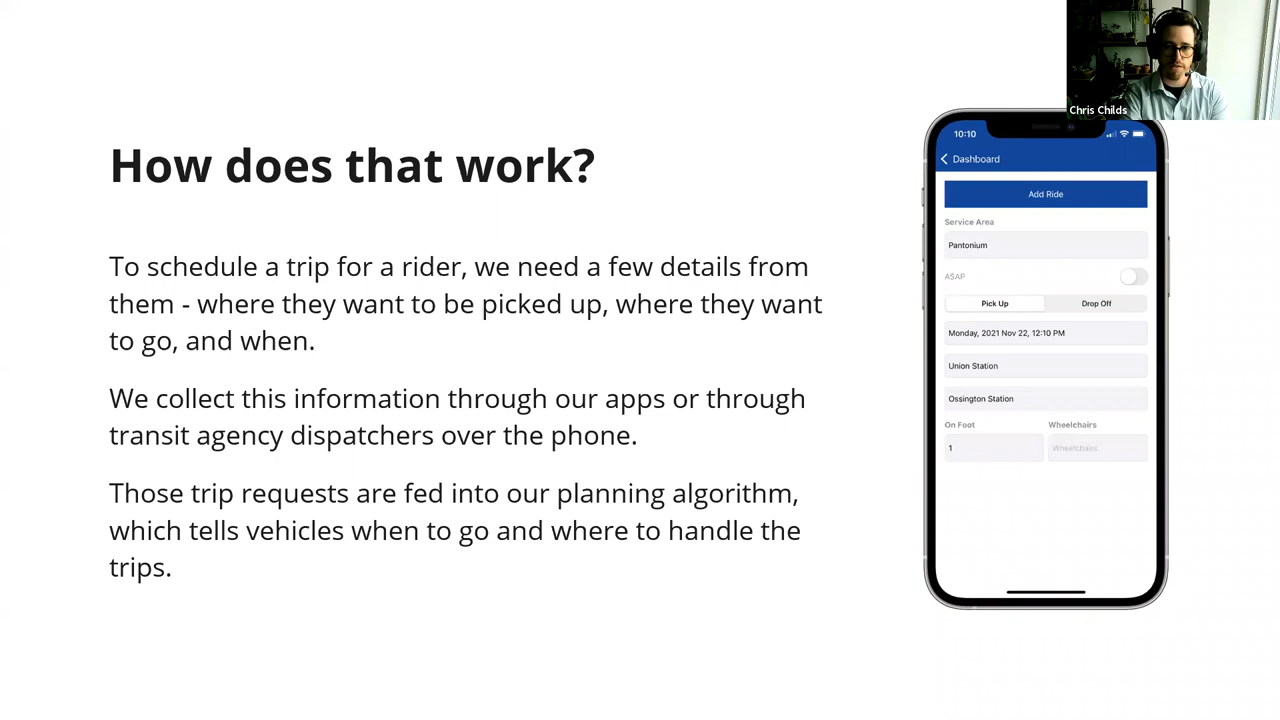 Chris Childs
How does that work?
To schedule a trip for a rider, we need a few details from
them - where they want to be picked up, where they want
to go, and when.
We collect this information through our apps or through
transit agency dispatchers over the phone.
Those trip requests are fed into our planning algorithm,
which tells vehicles when to go and where to handle the
trips.
10:10
Dashboard
Add Ride
Service Area
Pantonium
ASAP
Pick Up Drop Off
Monday, 2021 Nov 22, 12:10 PM
Union Station
Ossington Station
On Foot Wheelchairs
1 Wheelchairs